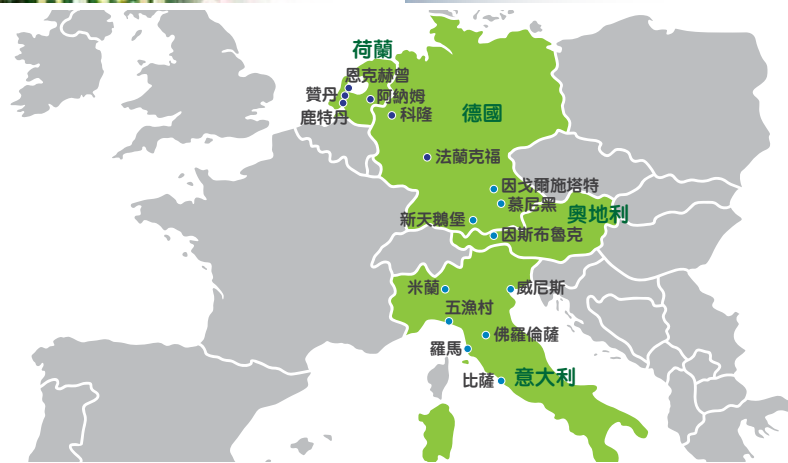 荷蘭
恩克赫曾
贊丹
阿納姆
鹿特丹
科隆
德國
法蘭克福
因戈爾施塔特
慕尼黑
奧地利
新天鵝堡
因斯布魯克
米蘭
威尼斯
五漁村
佛羅倫薩
羅馬
比薩
意大利